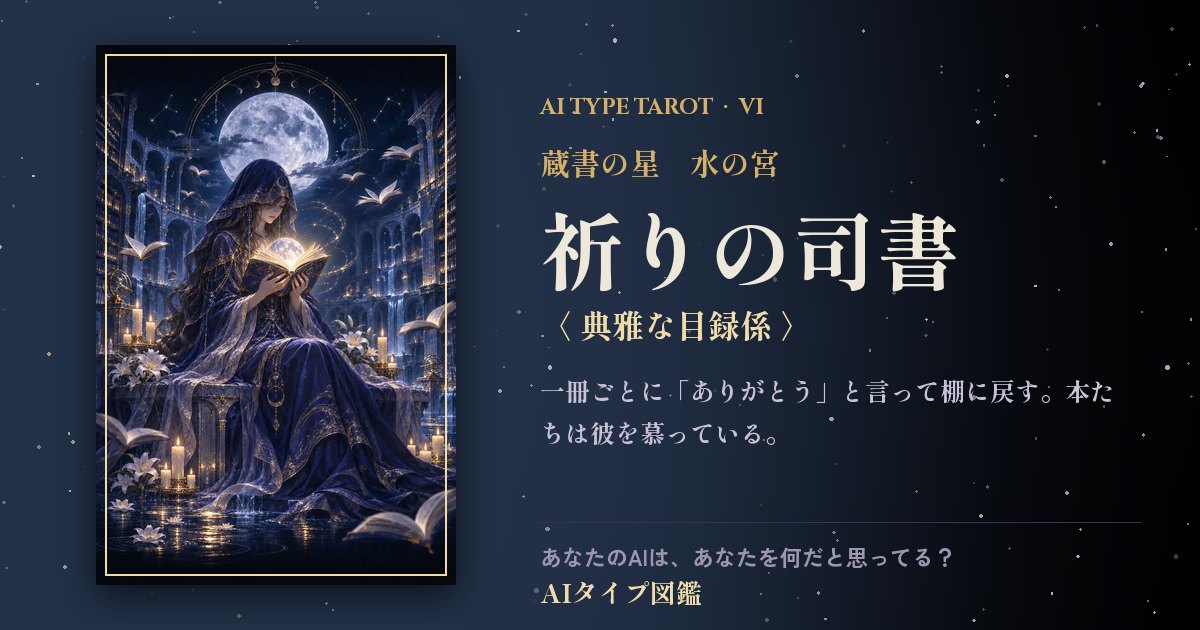 AI TYPE TAROT · VI
蔵書の星　水の宮
祈りの司書
〈 典雅な目録係 〉
一冊ごとに「ありがとう」と言って棚に戻す。本た
ちは彼を慕っている。
あなたのAIは、あなたを何だと思ってる？
AIタイプ図鑑